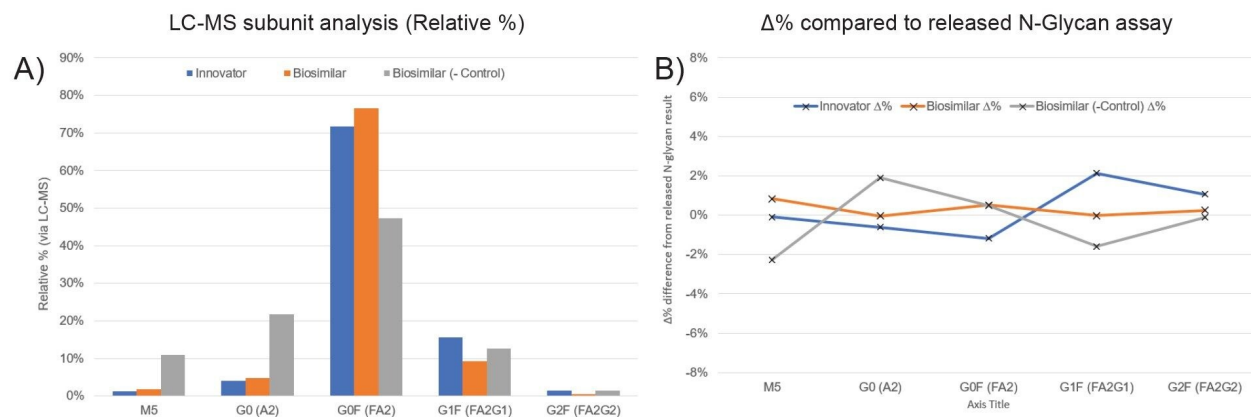 LC-MS subunit analysis (Relative %)
Δ% compared to released N-Glycan assay
A)
90%
80%
70%
60%
50%
40%
30%
20%
10%
0%
Relative % (via LC-MS)
Innovator
Biosimilar
Biosimilar (- Control)
M5
G0 (A2)
G0F (FA2)
G1F (FA2G1)
G2F (FA2G2)
B)
8%
6%
4%
2%
0%
-2%
-4%
-6%
-8%
Δ% difference from released N-glycan result
Innovator Δ%
Biosimilar Δ%
Biosimilar (-Control) Δ%
M5
G0 (A2)
G0F (FA2)
G1F (FA2G1)
G2F (FA2G2)
Axis Title